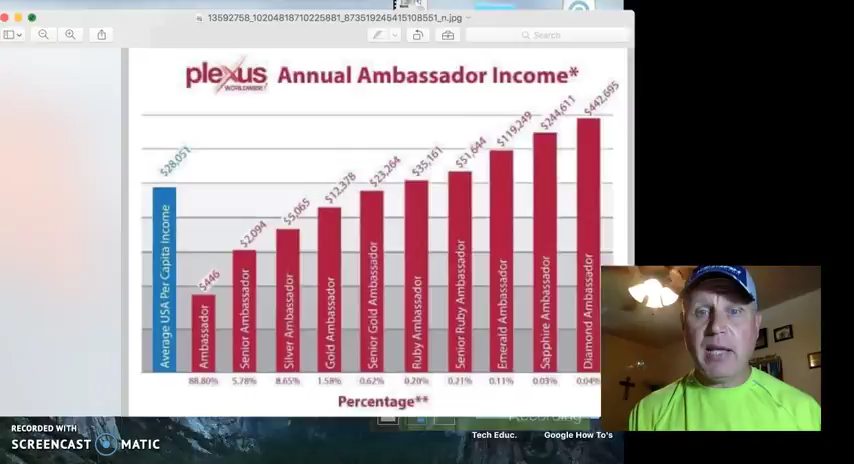 13592758_10204818710225881_8735192454151085​51_n.jpg
Search
plexus
WORLDWIDE
Annual Ambassador Income*
$28,051
$446
$2,094
$5,065
$12,378
$23,264
$35,161
$51,644
$119,249
$244,611
$442,695
Average USA Per Capita Income
Ambassador
Senior Ambassador
Silver Ambassador
Gold Ambassador
Senior Gold Ambassador
Ruby Ambassador
Senior Ruby Ambassador
Emerald Ambassador
Sapphire Ambassador
Diamond Ambassador
88.80% 5.78% 8.65% 1.58% 0.62% 0.20% 0.21% 0.11% 0.03% 0.04%
Percentage**
According
RECORDED WITH
SCREENCAST MATIC
Tech Educ. Google How To's